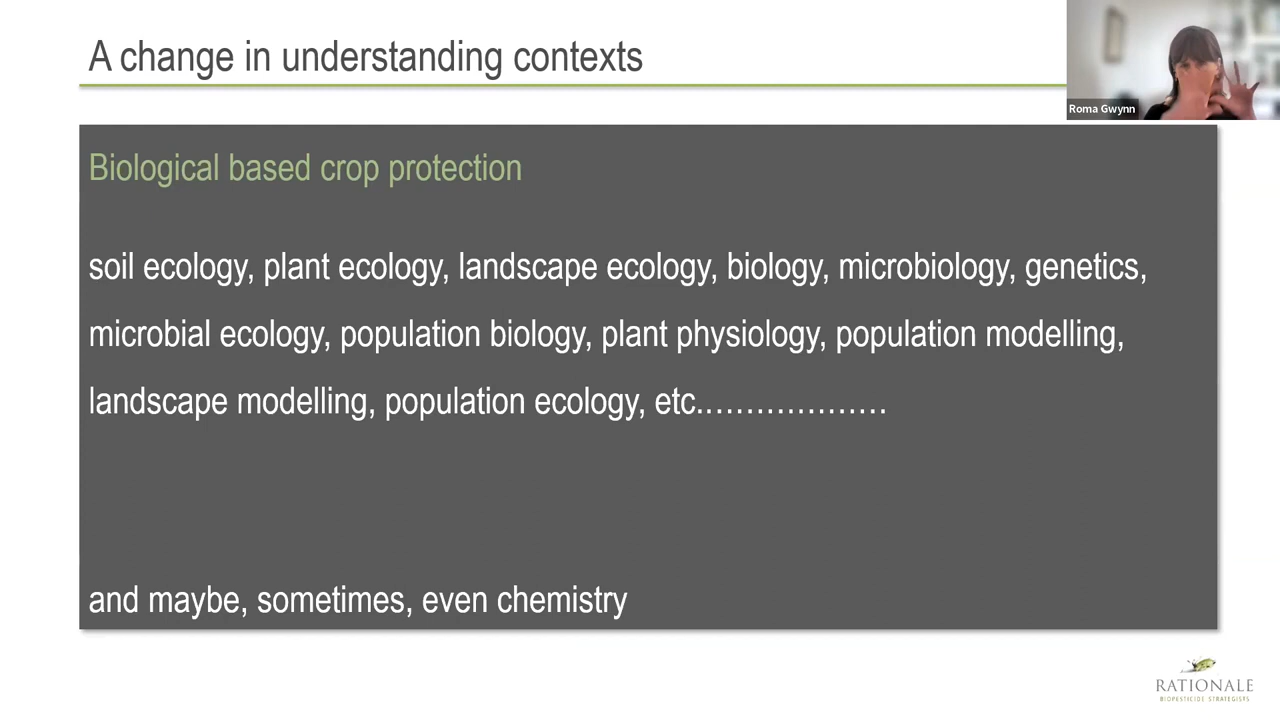 A change in understanding contexts
Roma Gwynn
Biological based crop protection
soil ecology, plant ecology, landscape ecology, biology, microbiology, genetics,
microbial ecology, population biology, plant physiology, population modelling,
landscape modelling, population ecology, etc...................
and maybe, sometimes, even chemistry
RATIONALE
BIOPESTICIDE STRATEGISTS